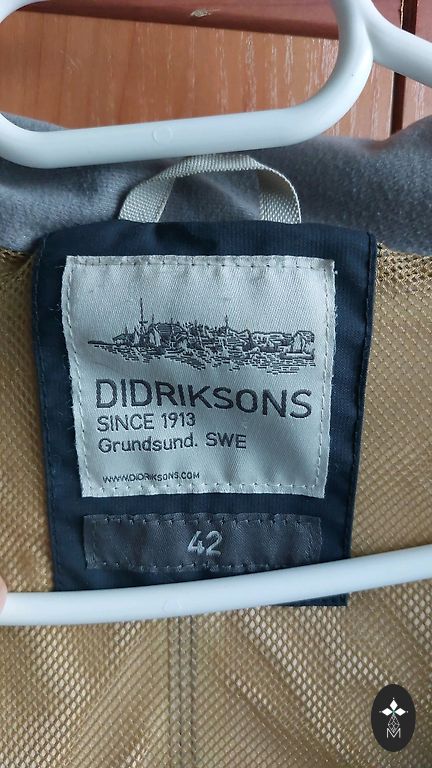 DIDRIKSONS
SINCE 1913
Grundsund. SWE
WWW.DIDRIKSONS.COM
42
M